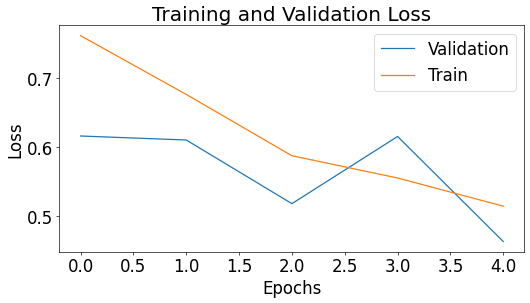 Training and Validation Loss
Validation
Train
0.7
0.6
0.5
Loss
0.0 0.5 1.0 1.5 2.0 2.5 3.0 3.5 4.0
Epochs